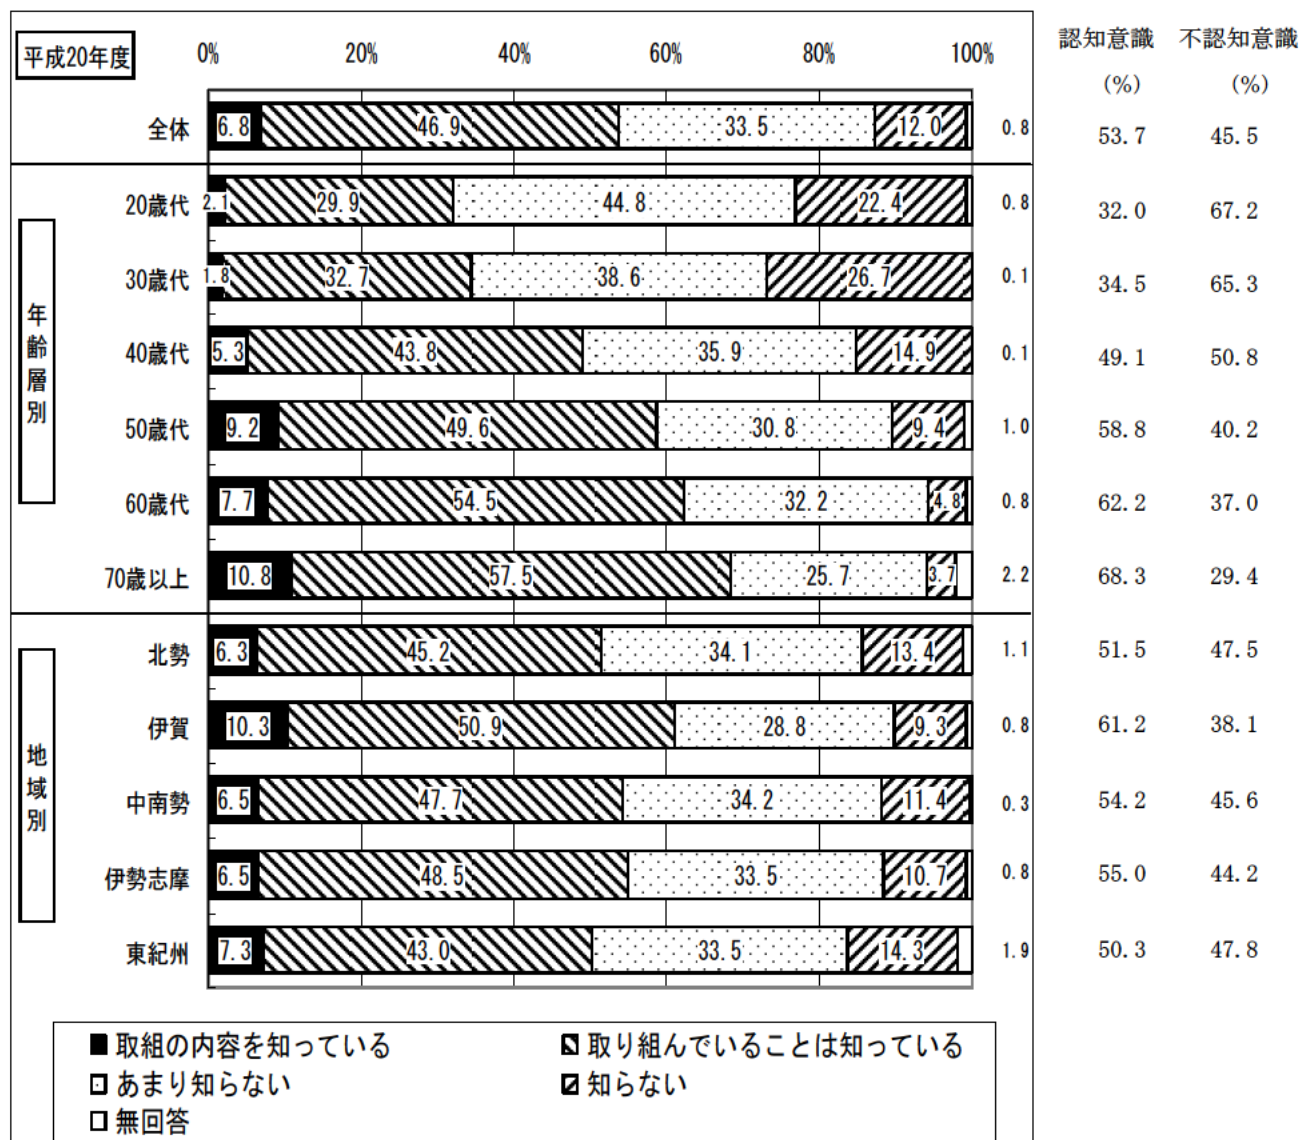 平成20年度 0% 20% 40% 60% 80% 100% 認知意識 不認知意識
(%) (%)
全体 6.8 46.9 33.5 12.0 0.8 53.7 45.5
年齢層別
20歳代 2.1 29.9 44.8 22.4 0.8 32.0 67.2
30歳代 1.8 32.7 38.6 26.7 0.1 34.5 65.3
40歳代 5.3 43.8 35.9 14.9 0.1 49.1 50.8
50歳代 9.2 49.6 30.8 9.4 1.0 58.8 40.2
60歳代 7.7 54.5 32.2 4.8 0.8 62.2 37.0
70歳以上 10.8 57.5 25.7 3.7 2.2 68.3 29.4
地域別
北勢 6.3 45.2 34.1 13.4 1.1 51.5 47.5
伊賀 10.3 50.9 28.8 9.3 0.8 61.2 38.1
中南勢 6.5 47.7 34.2 11.4 0.3 54.2 45.6
伊勢志摩 6.5 48.5 33.5 10.7 0.8 55.0 44.2
東紀州 7.3 43.0 33.5 14.3 1.9 50.3 47.8
取組の内容を知っている 取り組んでいることは知っている
あまり知らない 知らない
無回答